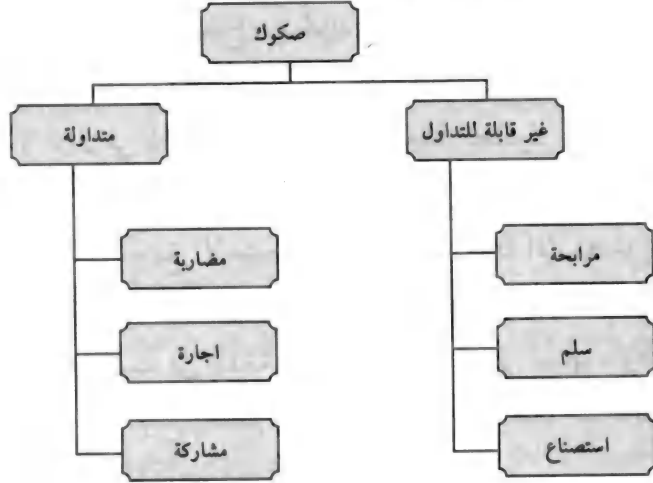 صكوك
غير قابلة للتداول
متداولة
مرابحة
مضاربة
سلم
اجارة
استصناع
مشاركة